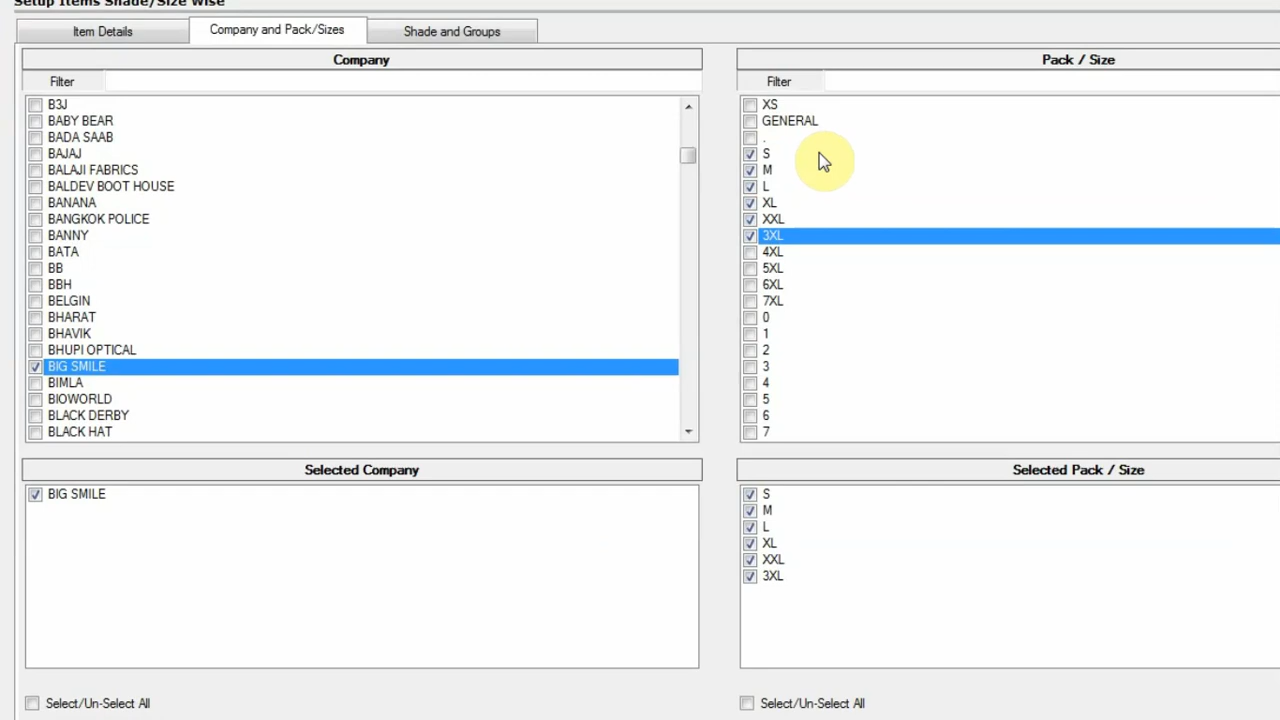 Setup Items Shade/Size Wise
Item Details
Company and Pack/Sizes
Shade and Groups
Company
Filter
B3J
BABY BEAR
BADA SAAB
BAJAJ
BALAJI FABRICS
BALDEV BOOT HOUSE
BANANA
BANGKOK POLICE
BANNY
BATA
BB
BBH
BELGIN
BHARAT
BHAVIK
BHUPI OPTICAL
BIG SMILE
BIMLA
BIOWORLD
BLACK DERBY
BLACK HAT
Pack / Size
Filter
XS
GENERAL
.
S
M
L
XL
XXL
3XL
4XL
5XL
6XL
7XL
0
1
2
3
4
5
6
7
Selected Company
BIG SMILE
Select/Un-Select All
Selected Pack / Size
S
M
L
XL
XXL
3XL
Select/Un-Select All